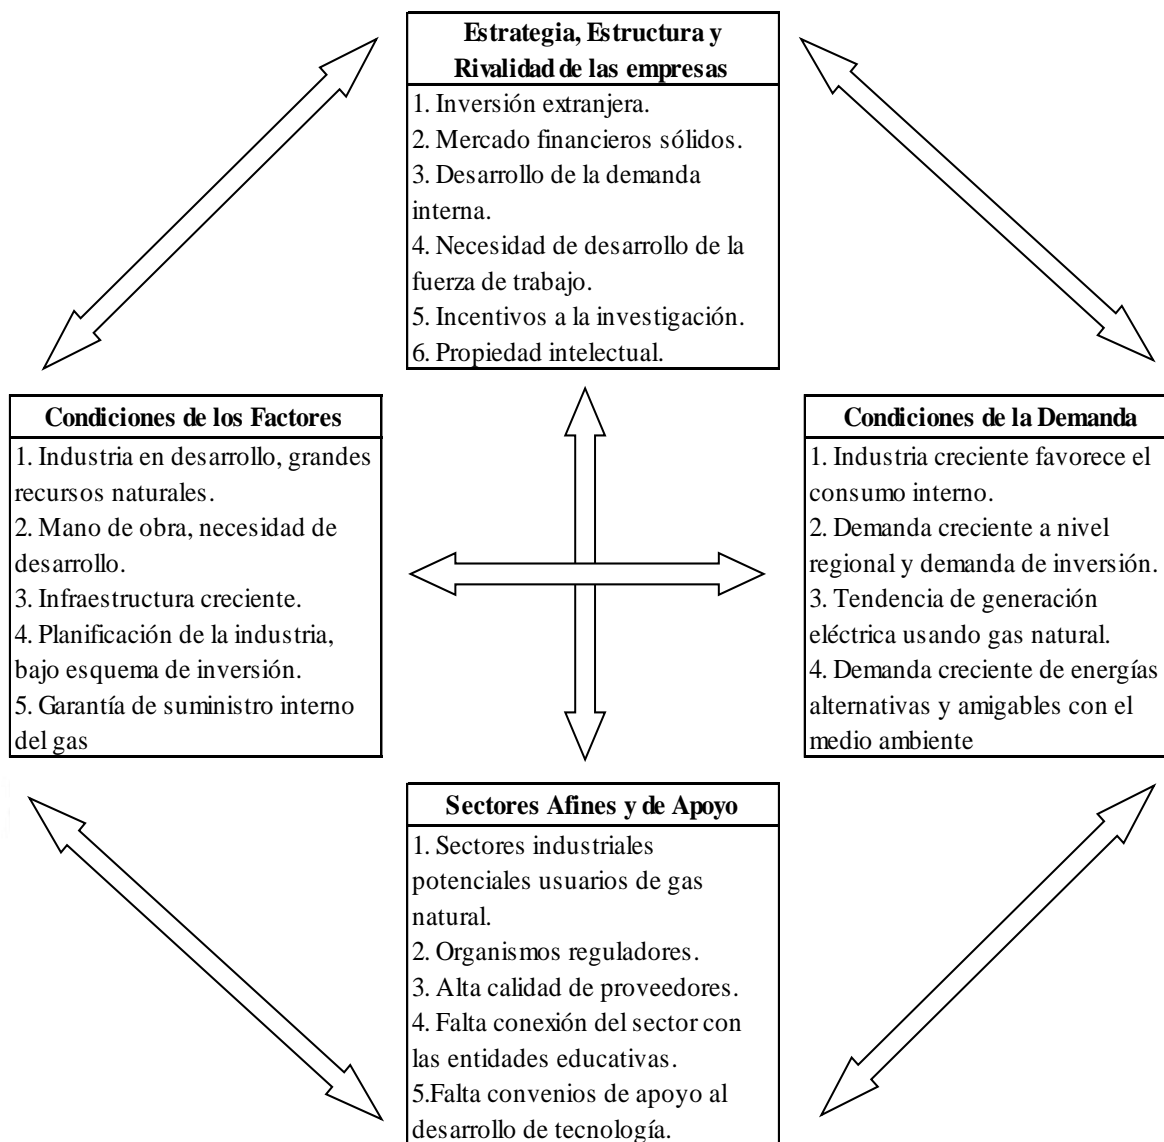 Estrategia, Estructura y
Rivalidad de las empresas
1. Inversión extranjera.
2. Mercado financieros sólidos.
3. Desarrollo de la demanda
interna.
4. Necesidad de desarrollo de la
fuerza de trabajo.
5. Incentivos a la investigación.
6. Propiedad intelectual.
Condiciones de los Factores
1. Industria en desarrollo, grandes
recursos naturales.
2. Mano de obra, necesidad de
desarrollo.
3. Infraestructura creciente.
4. Planificación de la industria,
bajo esquema de inversión.
5. Garantía de suministro interno
del gas
Condiciones de la Demanda
1. Industria creciente favorece el
consumo interno.
2. Demanda creciente a nivel
regional y demanda de inversión.
3. Tendencia de generación
eléctrica usando gas natural.
4. Demanda creciente de energías
alternativas y amigables con el
medio ambiente
Sectores Afines y de Apoyo
1. Sectores industriales
potenciales usuarios de gas
natural.
2. Organismos reguladores.
3. Alta calidad de proveedores.
4. Falta conexión del sector con
las entidades educativas.
5.Falta convenios de apoyo al
desarrollo de tecnología.